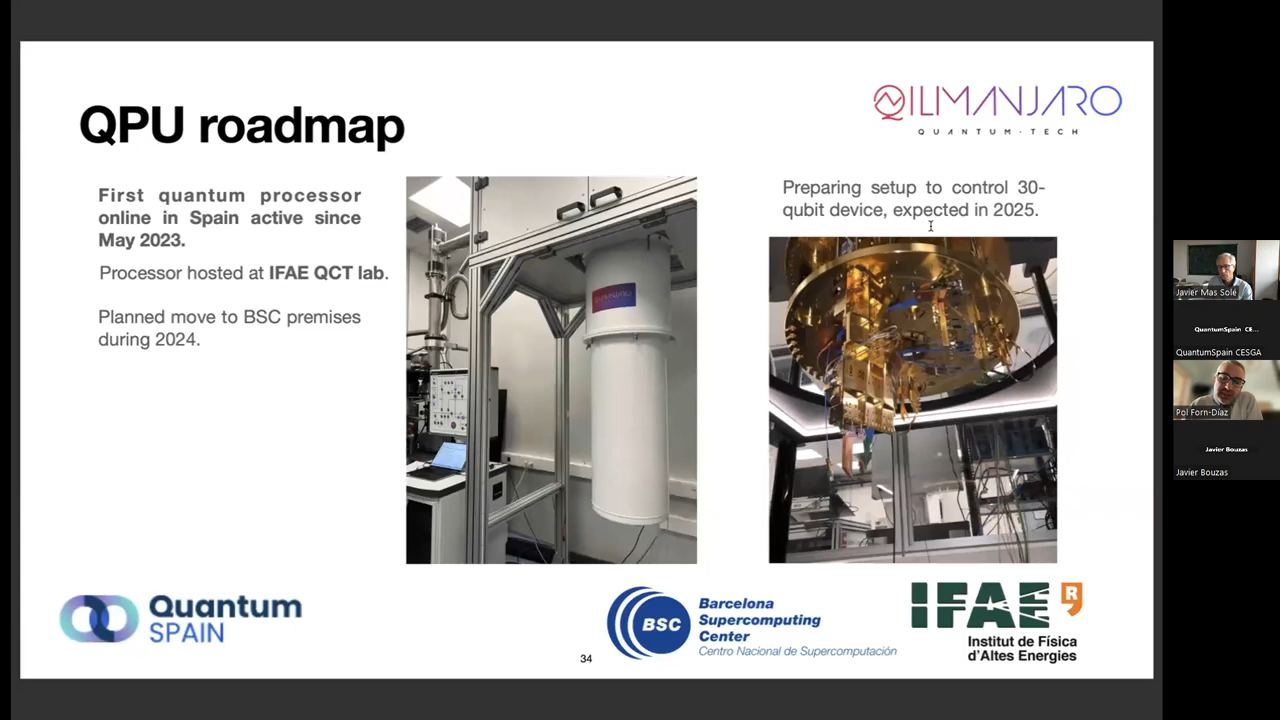 QPU roadmap
QILIMANJARO
QUANTUM·TECH
First quantum processor
online in Spain active since
May 2023.
Processor hosted at IFAE QCT lab.
Planned move to BSC premises
during 2024.
QILIMANJARO
Preparing setup to control 30-
qubit device, expected in 2025.
Quantum
SPAIN
34
BSC
Barcelona
Supercomputing
Center
Centro Nacional de Supercomputación
IFAE
R
Institut de Física
d'Altes Energies
Javier Mas Solé
QuantumSpain CE...
QuantumSpain CESGA
Pol Forn-Díaz
Javier Bouzas
Javier Bouzas